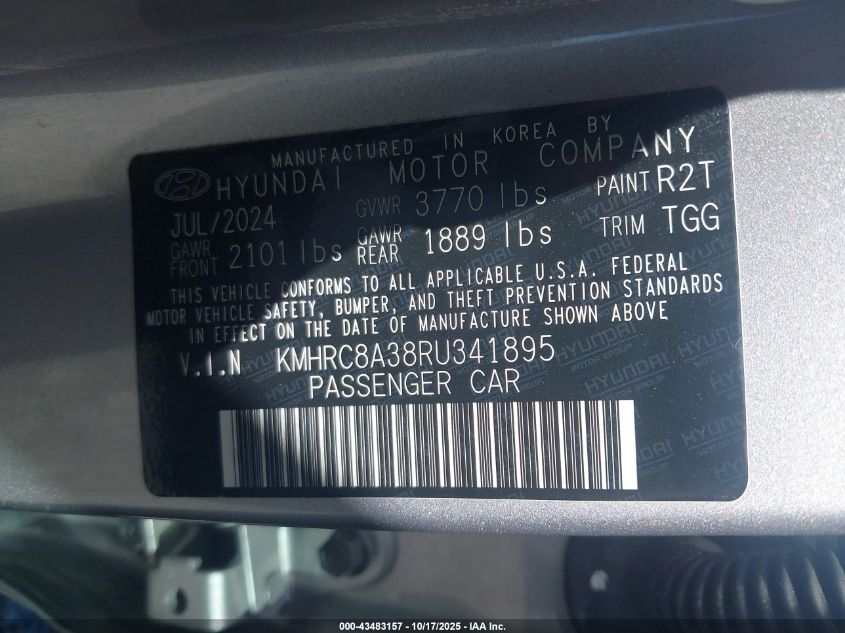 MANUFACTURED IN KOREA BY
HYUNDAI MOTOR COMPANY
JUL/2024 GVWR 3770 lbs PAINT R2T
GAWR FRONT 2101 lbs GAWR REAR 1889 lbs TRIM TGG
THIS VEHICLE CONFORMS TO ALL APPLICABLE U.S.A. FEDERAL
MOTOR VEHICLE SAFETY, BUMPER, AND THEFT PREVENTION STANDARDS
IN EFFECT ON THE DATE OF MANUFACTURE SHOWN ABOVE
V.I.N KMHRC8A38RU341895
PASSENGER CAR
000-43483157 - 10/17/2025 - IAA Inc.